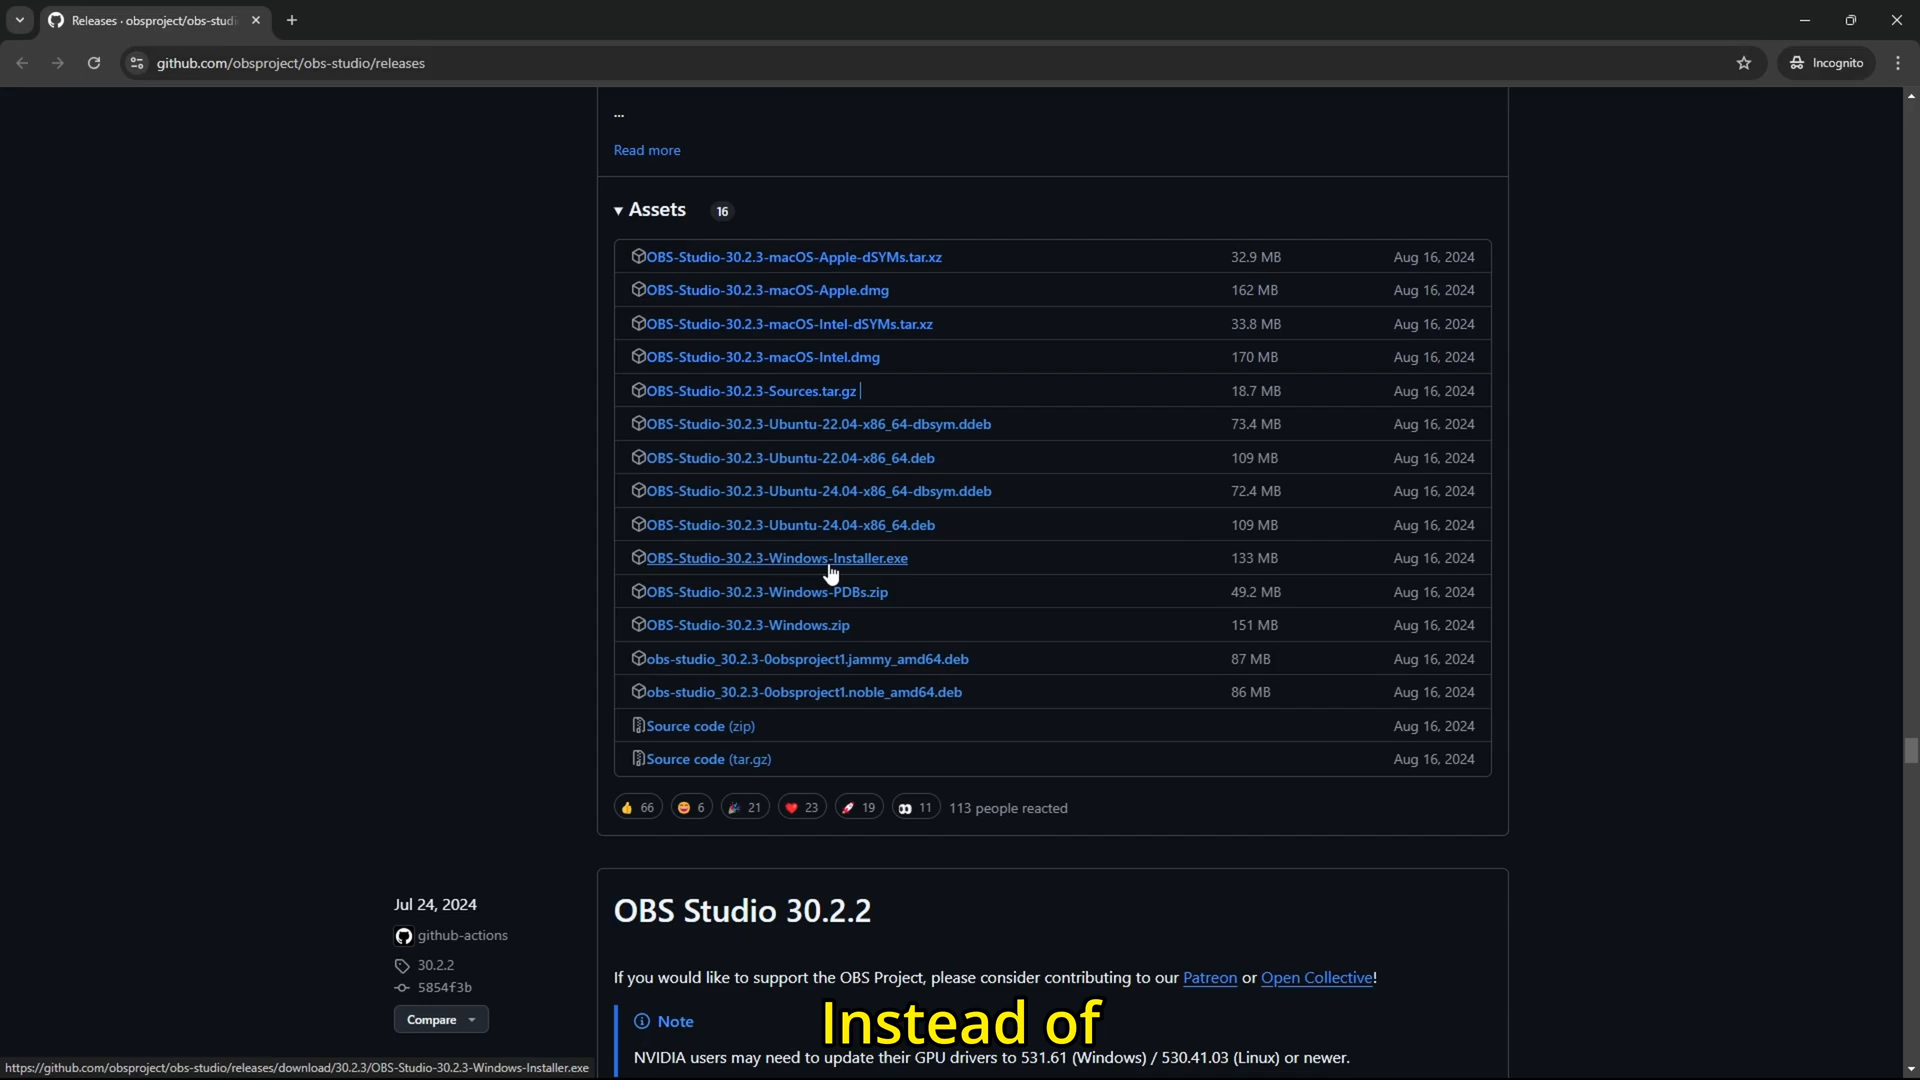 Releases · obsproject/obs-studi
github.com/obsproject/obs-studio/releases
Incognito
...
Read more
Assets 16
OBS-Studio-30.2.3-macOS-Apple-dSYMs.tar.xz 32.9 MB Aug 16, 2024
OBS-Studio-30.2.3-macOS-Apple.dmg 162 MB Aug 16, 2024
OBS-Studio-30.2.3-macOS-Intel-dSYMs.tar.xz 33.8 MB Aug 16, 2024
OBS-Studio-30.2.3-macOS-Intel.dmg 170 MB Aug 16, 2024
OBS-Studio-30.2.3-Sources.tar.gz 18.7 MB Aug 16, 2024
OBS-Studio-30.2.3-Ubuntu-22.04-x86_64-dbsym.ddeb 73.4 MB Aug 16, 2024
OBS-Studio-30.2.3-Ubuntu-22.04-x86_64.deb 109 MB Aug 16, 2024
OBS-Studio-30.2.3-Ubuntu-24.04-x86_64-dbsym.ddeb 72.4 MB Aug 16, 2024
OBS-Studio-30.2.3-Ubuntu-24.04-x86_64.deb 109 MB Aug 16, 2024
OBS-Studio-30.2.3-Windows-Installer.exe 133 MB Aug 16, 2024
OBS-Studio-30.2.3-Windows-PDBs.zip 49.2 MB Aug 16, 2024
OBS-Studio-30.2.3-Windows.zip 151 MB Aug 16, 2024
obs-studio_30.2.3-0obsproject1.jammy_amd64.deb 87 MB Aug 16, 2024
obs-studio_30.2.3-0obsproject1.noble_amd64.deb 86 MB Aug 16, 2024
Source code (zip) Aug 16, 2024
Source code (tar.gz) Aug 16, 2024
66 6 21 23 19 11 113 people reacted
Jul 24, 2024
github-actions
30.2.2
5854f3b
Compare
OBS Studio 30.2.2
If you would like to support the OBS Project, please consider contributing to our Patreon or Open Collective!
Note
Instead of
NVIDIA users may need to update their GPU drivers to 531.61 (Windows) / 530.41.03 (Linux) or newer.
https://github.com/obsproject/obs-studio/releases/download/30.2.3/OBS-Studio-30.2.3-Windows-Installer.exe